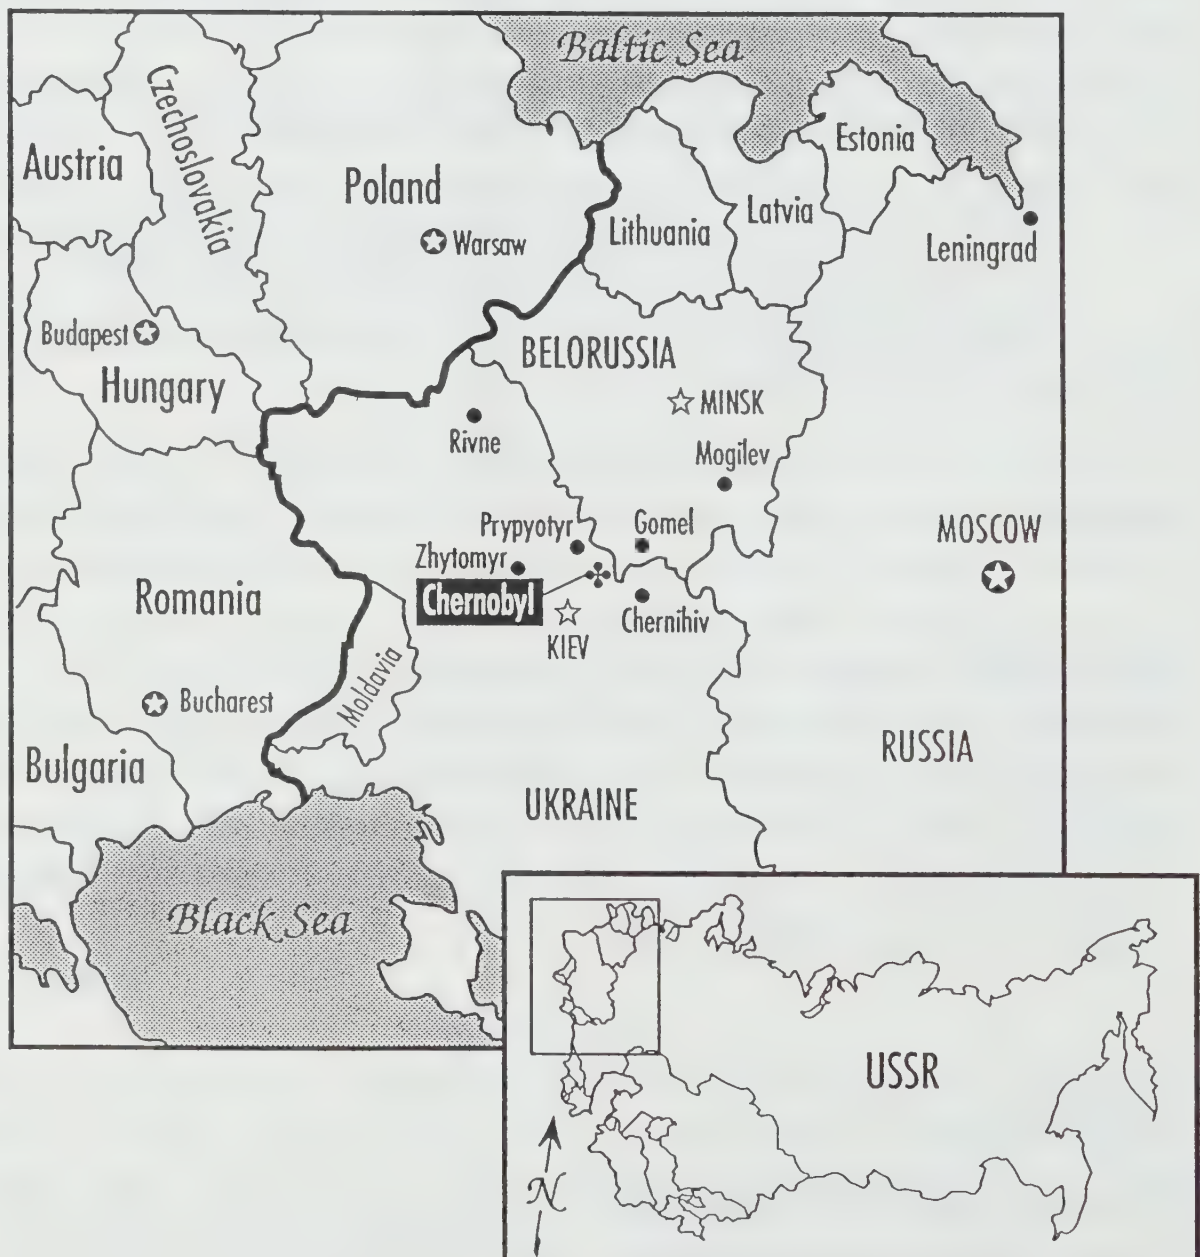 Baltic Sea
Czechoslovakia
Austria
Poland
Estonia
Latvia
Lithuania
Warsaw
Leningrad
Budapest
Hungary
BELORUSSIA
MINSK
Rivne
Mogilev
Prypyotyr
Gomel
MOSCOW
Zhytomyr
Chernobyl
Chernihiv
KIEV
Romania
Moldavia
Bucharest
RUSSIA
Bulgaria
UKRAINE
Black Sea
USSR
N